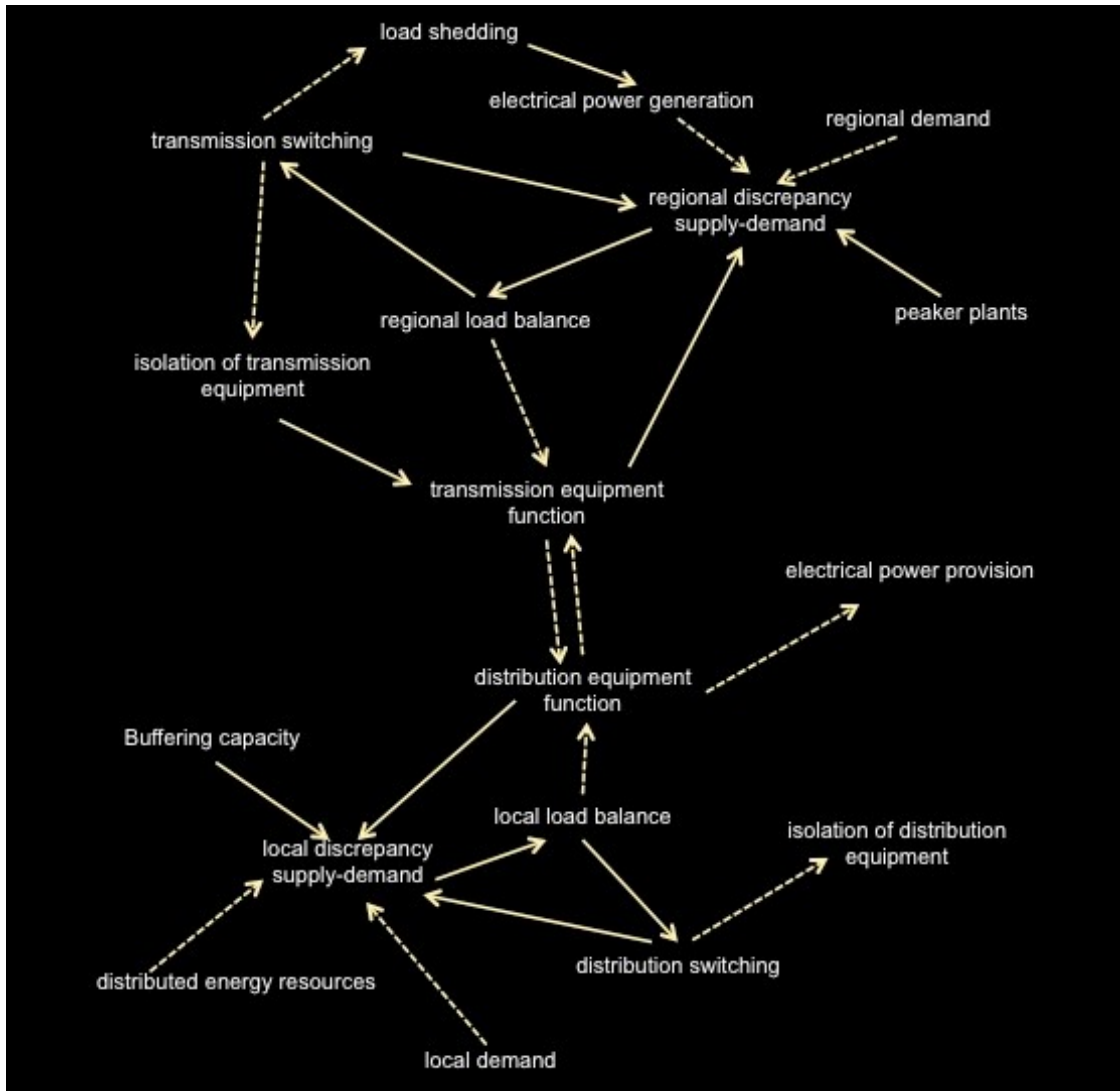 load shedding
electrical power generation
regional demand
transmission switching
regional discrepancy
supply-demand
regional load balance
peaker plants
isolation of transmission
equipment
transmission equipment
function
electrical power provision
distribution equipment
function
Buffering capacity
local load balance
isolation of distribution
equipment
local discrepancy
supply-demand
distribution switching
distributed energy resources
local demand